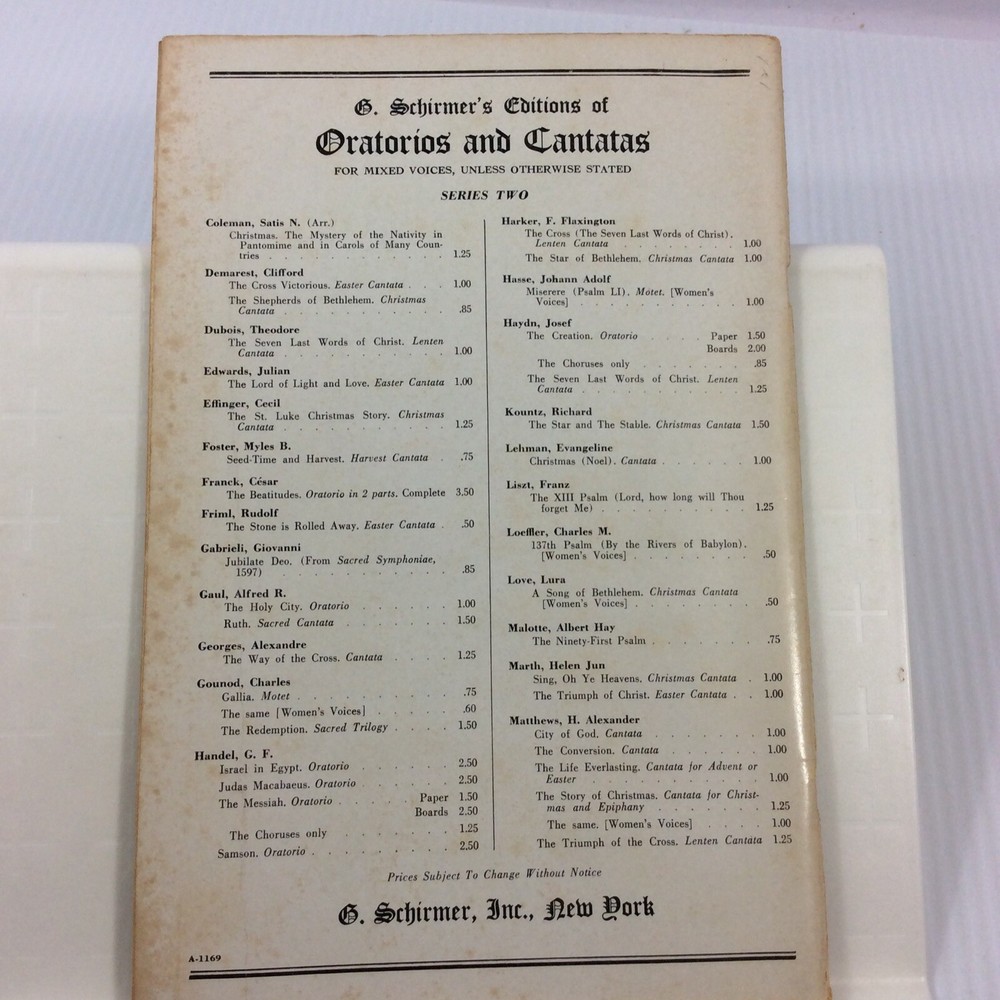 G. Schirmer's Editions of
Oratorios and Cantatas
FOR MIXED VOICES, UNLESS OTHERWISE STATED
SERIES TWO
Coleman, Satis N. (Arr.)
Christmas. The Mystery of the Nativity in
Pantomime and in Carols of Many Coun-
tries . . . . . . . . . . . . 1.25
Demarest, Clifford
The Cross Victorious. Easter Cantata . . . 1.00
The Shepherds of Bethlehem. Christmas
Cantata . . . . . . . . . . . .85
Dubois, Theodore
The Seven Last Words of Christ. Lenten
Cantata . . . . . . . . . . . 1.00
Edwards, Julian
The Lord of Light and Love. Easter Cantata 1.00
Effinger, Cecil
The St. Luke Christmas Story. Christmas
Cantata . . . . . . . . . . . 1.25
Foster, Myles B.
Seed-Time and Harvest. Harvest Cantata . .75
Franck, César
The Beatitudes. Oratorio in 2 parts. Complete 3.50
Friml, Rudolf
The Stone is Rolled Away. Easter Cantata . .50
Gabrieli, Giovanni
Jubilate Deo. (From Sacred Symphoniae,
1597) . . . . . . . . . . .85
Gaul, Alfred R.
The Holy City. Oratorio . . . . . . 1.00
Ruth. Sacred Cantata . . . . . . . 1.50
Georges, Alexandre
The Way of the Cross. Cantata . . . . 1.25
Gounod, Charles
Gallia. Motet . . . . . . . . . . .75
The same [Women's Voices] . . . . . .60
The Redemption. Sacred Trilogy . . . . 1.50
Handel, G. F.
Israel in Egypt. Oratorio . . . . . . 2.50
Judas Macabaeus. Oratorio . . . . . . 2.50
The Messiah. Oratorio . . . . . Paper 1.50
Boards 2.50
The Choruses only . . . . . . . 1.25
Samson. Oratorio . . . . . . . . . 2.50
Harker, F. Flaxington
The Cross (The Seven Last Words of Christ).
Lenten Cantata . . . . . . . . 1.00
The Star of Bethlehem. Christmas Cantata 1.00
Hasse, Johann Adolf
Miserere (Psalm LI). Motet. [Women's
Voices] . . . . . . . . . . . 1.00
Haydn, Josef
The Creation. Oratorio . . . . Paper 1.50
Boards 2.00
The Choruses only . . . . . . . .85
The Seven Last Words of Christ. Lenten
Cantata . . . . . . . . . . . 1.25
Kountz, Richard
The Star and The Stable. Christmas Cantata 1.50
Lehman, Evangeline
Christmas (Noel). Cantata . . . . . . 1.00
Liszt, Franz
The XIII Psalm (Lord, how long will Thou
forget Me) . . . . . . . . . . 1.25
Loeffler, Charles M.
137th Psalm (By the Rivers of Babylon).
[Women's Voices] . . . . . . . . .50
Love, Lura
A Song of Bethlehem. Christmas Cantata
[Women's Voices] . . . . . . . . .50
Malotte, Albert Hay
The Ninety-First Psalm . . . . . . . .75
Marth, Helen Jun
Sing, Oh Ye Heavens. Christmas Cantata . 1.00
The Triumph of Christ. Easter Cantata . . 1.00
Matthews, H. Alexander
City of God. Cantata . . . . . . . 1.00
The Conversion. Cantata . . . . . . 1.00
The Life Everlasting. Cantata for Advent or
Easter . . . . . . . . . . . 1.00
The Story of Christmas. Cantata for Christ-
mas and Epiphany . . . . . . . 1.25
The same. [Women's Voices] . . . . 1.00
The Triumph of the Cross. Lenten Cantata 1.25
Prices Subject To Change Without Notice
G. Schirmer, Inc., New York
A-1169